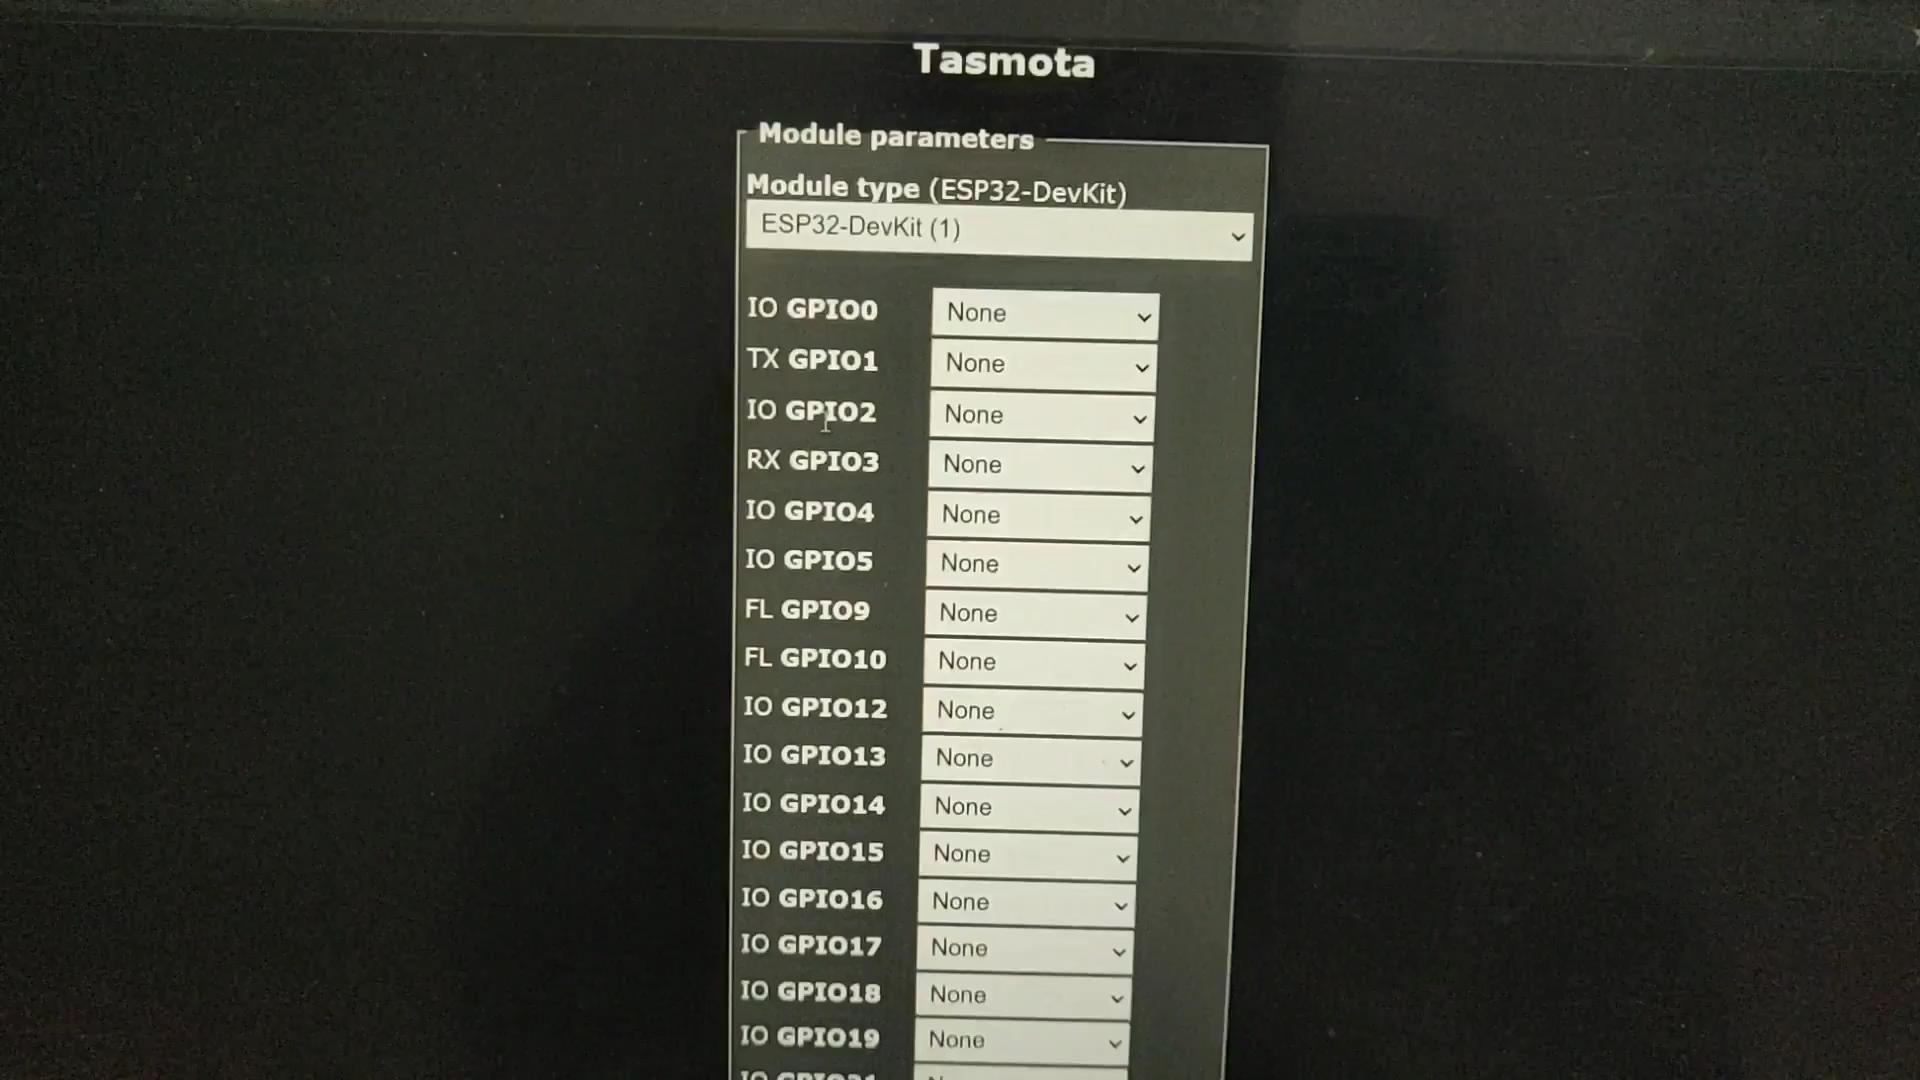 Tasmota
Module parameters
Module type (ESP32-DevKit)
ESP32-DevKit (1)
IO GPIO0 None
TX GPIO1 None
IO GPIO2 None
RX GPIO3 None
IO GPIO4 None
IO GPIO5 None
FL GPIO9 None
FL GPIO10 None
IO GPIO12 None
IO GPIO13 None
IO GPIO14 None
IO GPIO15 None
IO GPIO16 None
IO GPIO17 None
IO GPIO18 None
IO GPIO19 None